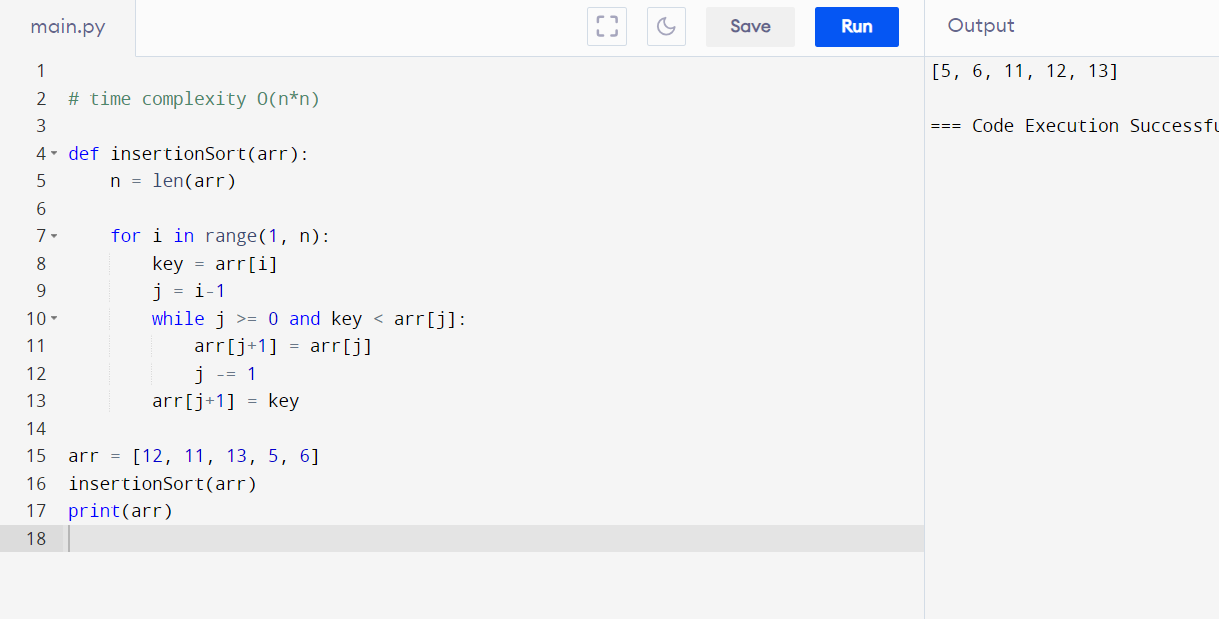 main.py
Save
Run
Output
1
2 # time complexity O(n*n)
3
4 def insertionSort(arr):
5 n = len(arr)
6
7 for i in range(1, n):
8 key = arr[i]
9 j = i-1
10 while j >= 0 and key < arr[j]:
11 arr[j+1] = arr[j]
12 j -= 1
13 arr[j+1] = key
14
15 arr = [12, 11, 13, 5, 6]
16 insertionSort(arr)
17 print(arr)
18
[5, 6, 11, 12, 13]
=== Code Execution Successfu